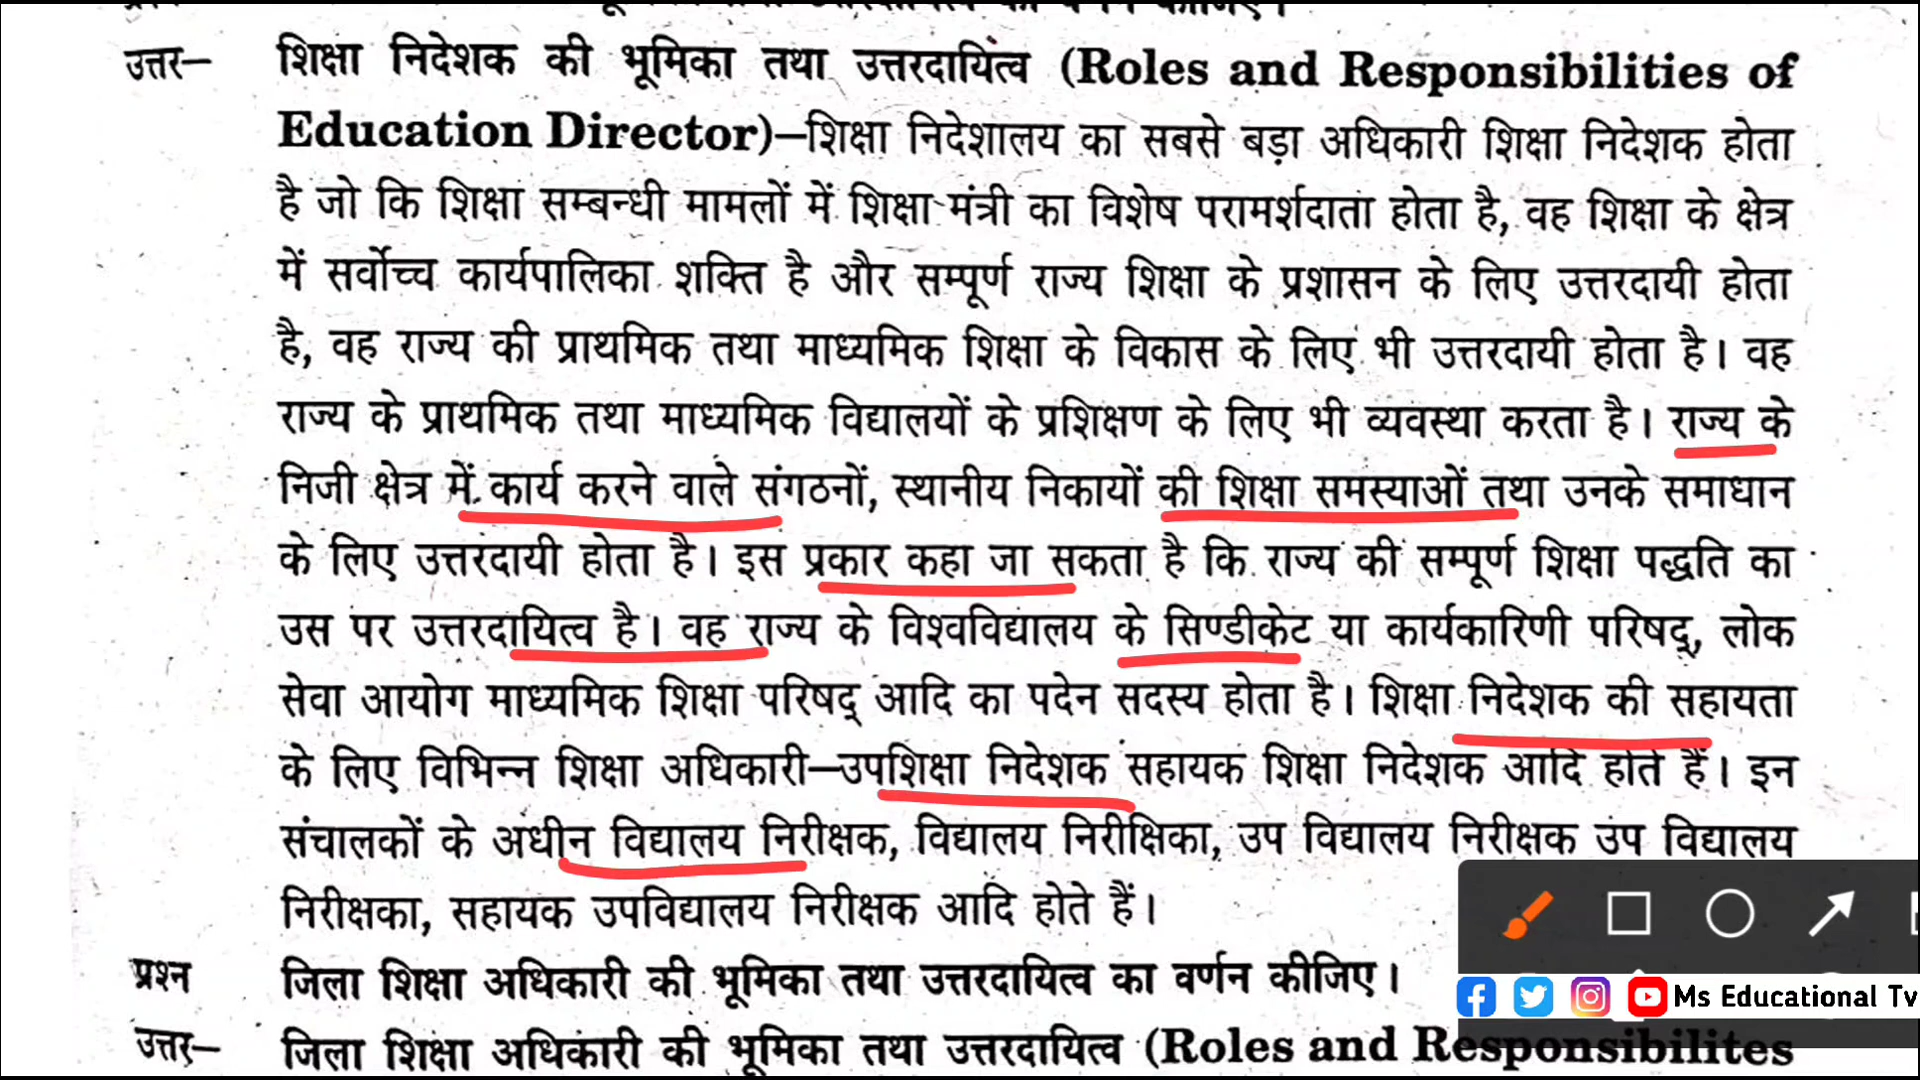 उत्तर– शिक्षा निदेशक की भूमिका तथा उत्तरदायित्व (Roles and Responsibilities of
Education Director)–शिक्षा निदेशालय का सबसे बड़ा अधिकारी शिक्षा निदेशक होता
है जो कि शिक्षा सम्बन्धी मामलों में शिक्षा मंत्री का विशेष परामर्शदाता होता है, वह शिक्षा के क्षेत्र
में सर्वोच्च कार्यपालिका शक्ति है और सम्पूर्ण राज्य शिक्षा के प्रशासन के लिए उत्तरदायी होता
है, वह राज्य की प्राथमिक तथा माध्यमिक शिक्षा के विकास के लिए भी उत्तरदायी होता है। वह
राज्य के प्राथमिक तथा माध्यमिक विद्यालयों के प्रशिक्षण के लिए भी व्यवस्था करता है। राज्य के
निजी क्षेत्र में कार्य करने वाले संगठनों, स्थानीय निकायों की शिक्षा समस्याओं तथा उनके समाधान
के लिए उत्तरदायी होता है। इस प्रकार कहा जा सकता है कि राज्य की सम्पूर्ण शिक्षा पद्धति का
उस पर उत्तरदायित्व है। वह राज्य के विश्वविद्यालय के सिण्डीकेट या कार्यकारिणी परिषद्, लोक
सेवा आयोग माध्यमिक शिक्षा परिषद् आदि का पदेन सदस्य होता है। शिक्षा निदेशक की सहायता
के लिए विभिन्न शिक्षा अधिकारी–उपशिक्षा निदेशक सहायक शिक्षा निदेशक आदि होते हैं। इन
संचालकों के अधीन विद्यालय निरीक्षक, विद्यालय निरीक्षिका, उप विद्यालय निरीक्षक उप विद्यालय
निरीक्षका, सहायक उपविद्यालय निरीक्षक आदि होते हैं।
प्रश्न जिला शिक्षा अधिकारी की भूमिका तथा उत्तरदायित्व का वर्णन कीजिए।
Ms Educational Tv
उत्तर– जिला शिक्षा अधिकारी की भूमिका तथा उत्तरदायित्व (Roles and Responsibilites